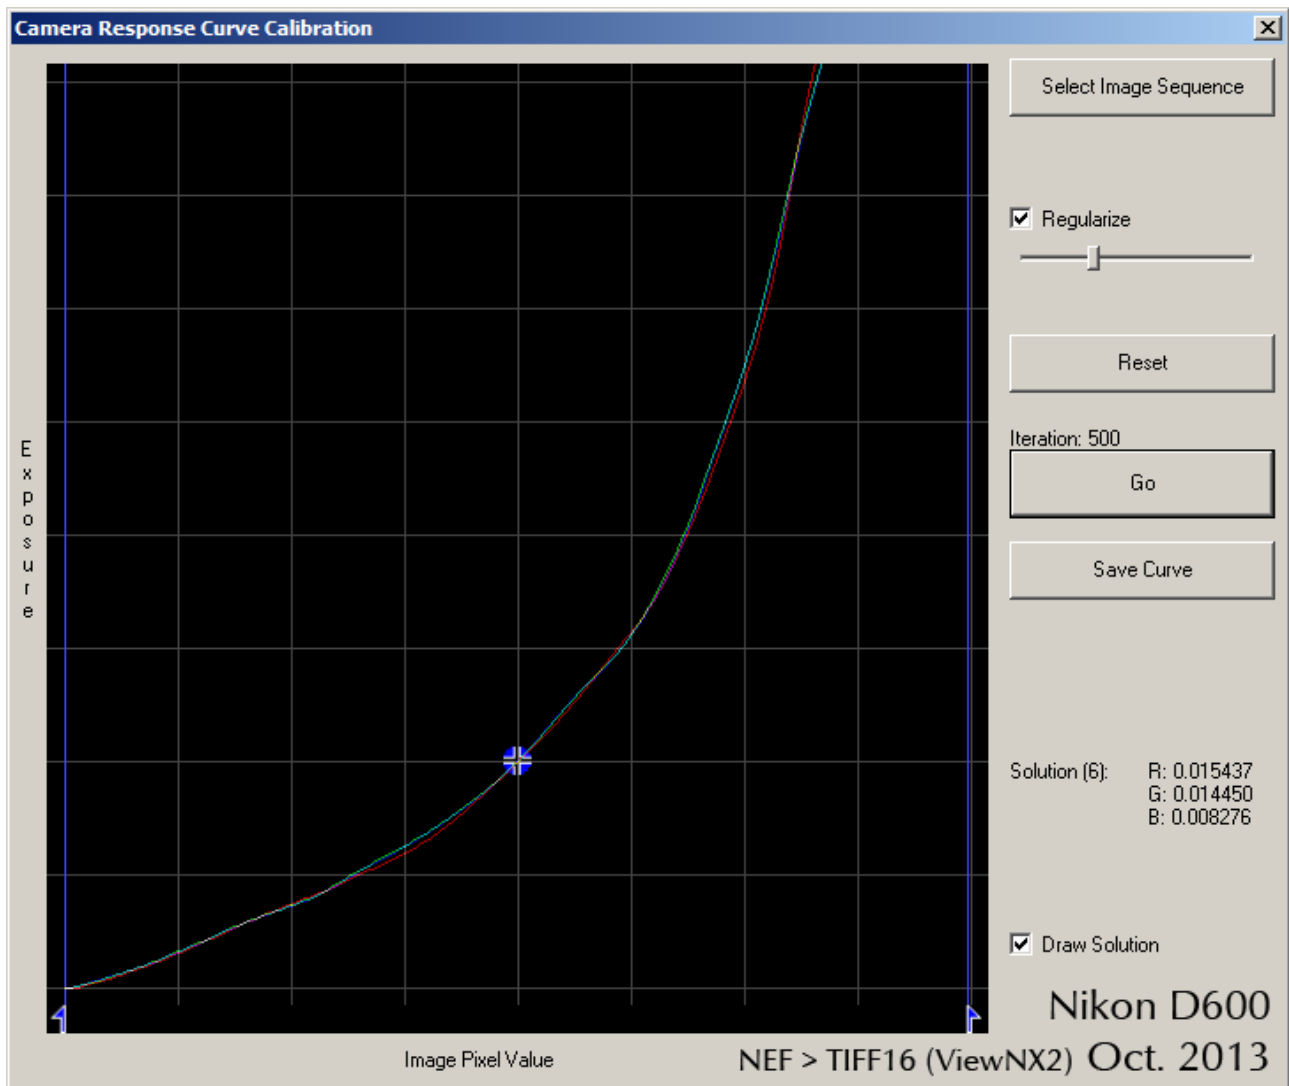 Camera Response Curve Calibration
Select Image Sequence
Regularize
Reset
Iteration: 500
Go
Save Curve
Exposure
Solution (6): R: 0.015437
G: 0.014450
B: 0.008276
Draw Solution
Nikon D600
Image Pixel Value
NEF > TIFF16 (ViewNX2) Oct. 2013